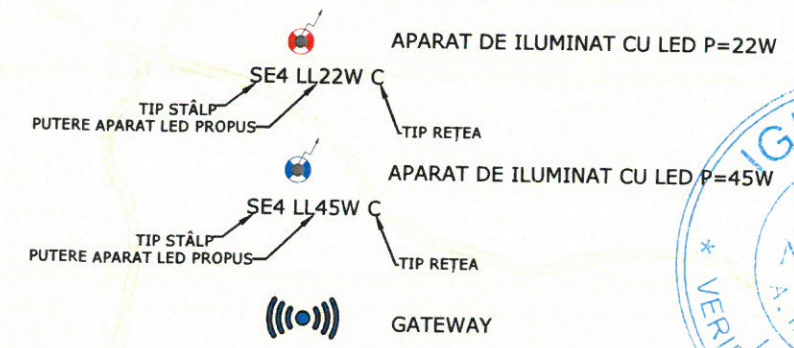 APARAT DE ILUMINAT CU LED P=22W
SE4 LL22W C
TIP STÂLP
PUTERE APARAT LED PROPUS
TIP REȚEA
APARAT DE ILUMINAT CU LED P=45W
SE4 LL45W C
TIP STÂLP
PUTERE APARAT LED PROPUS
TIP REȚEA
GATEWAY